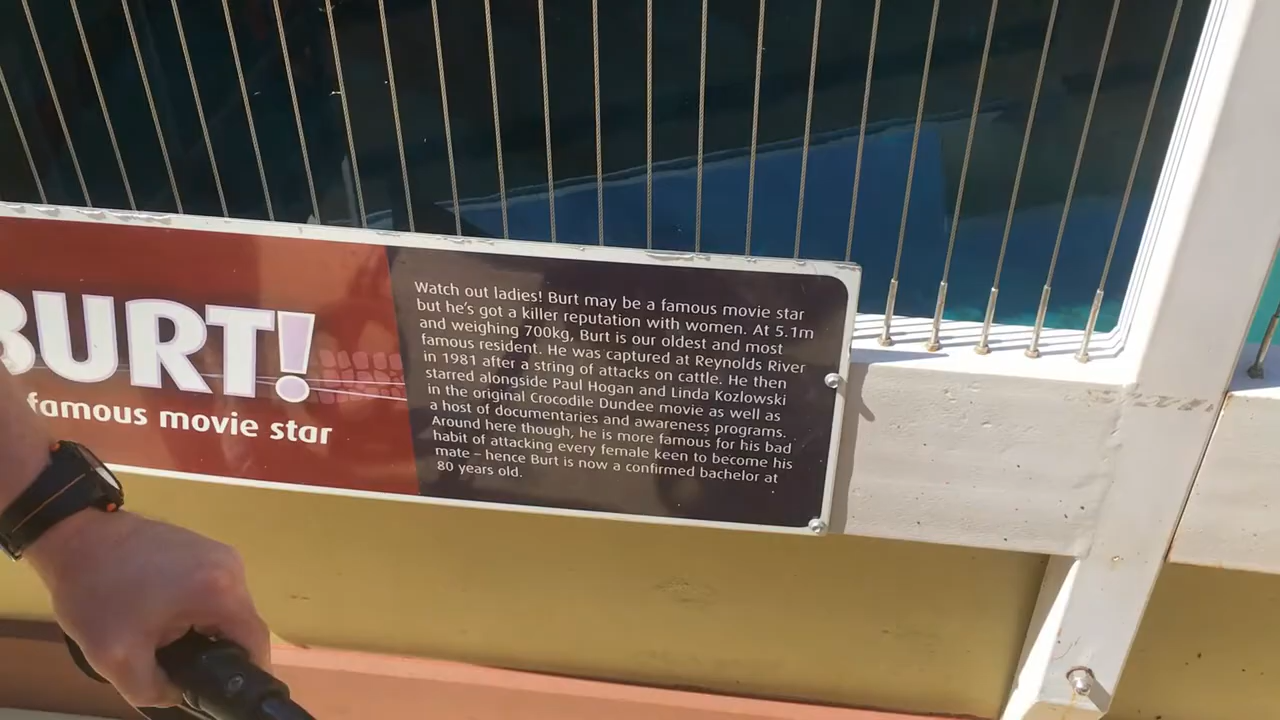 BURT!
famous movie star
Watch out ladies! Burt may be a famous movie star
but he's got a killer reputation with women. At 5.1m
and weighing 700kg, Burt is our oldest and most
famous resident. He was captured at Reynolds River
in 1981 after a string of attacks on cattle. He then
starred alongside Paul Hogan and Linda Kozlowski
in the original Crocodile Dundee movie as well as
a host of documentaries and awareness programs.
Around here though, he is more famous for his bad
habit of attacking every female keen to become his
mate – hence Burt is now a confirmed bachelor at
80 years old.